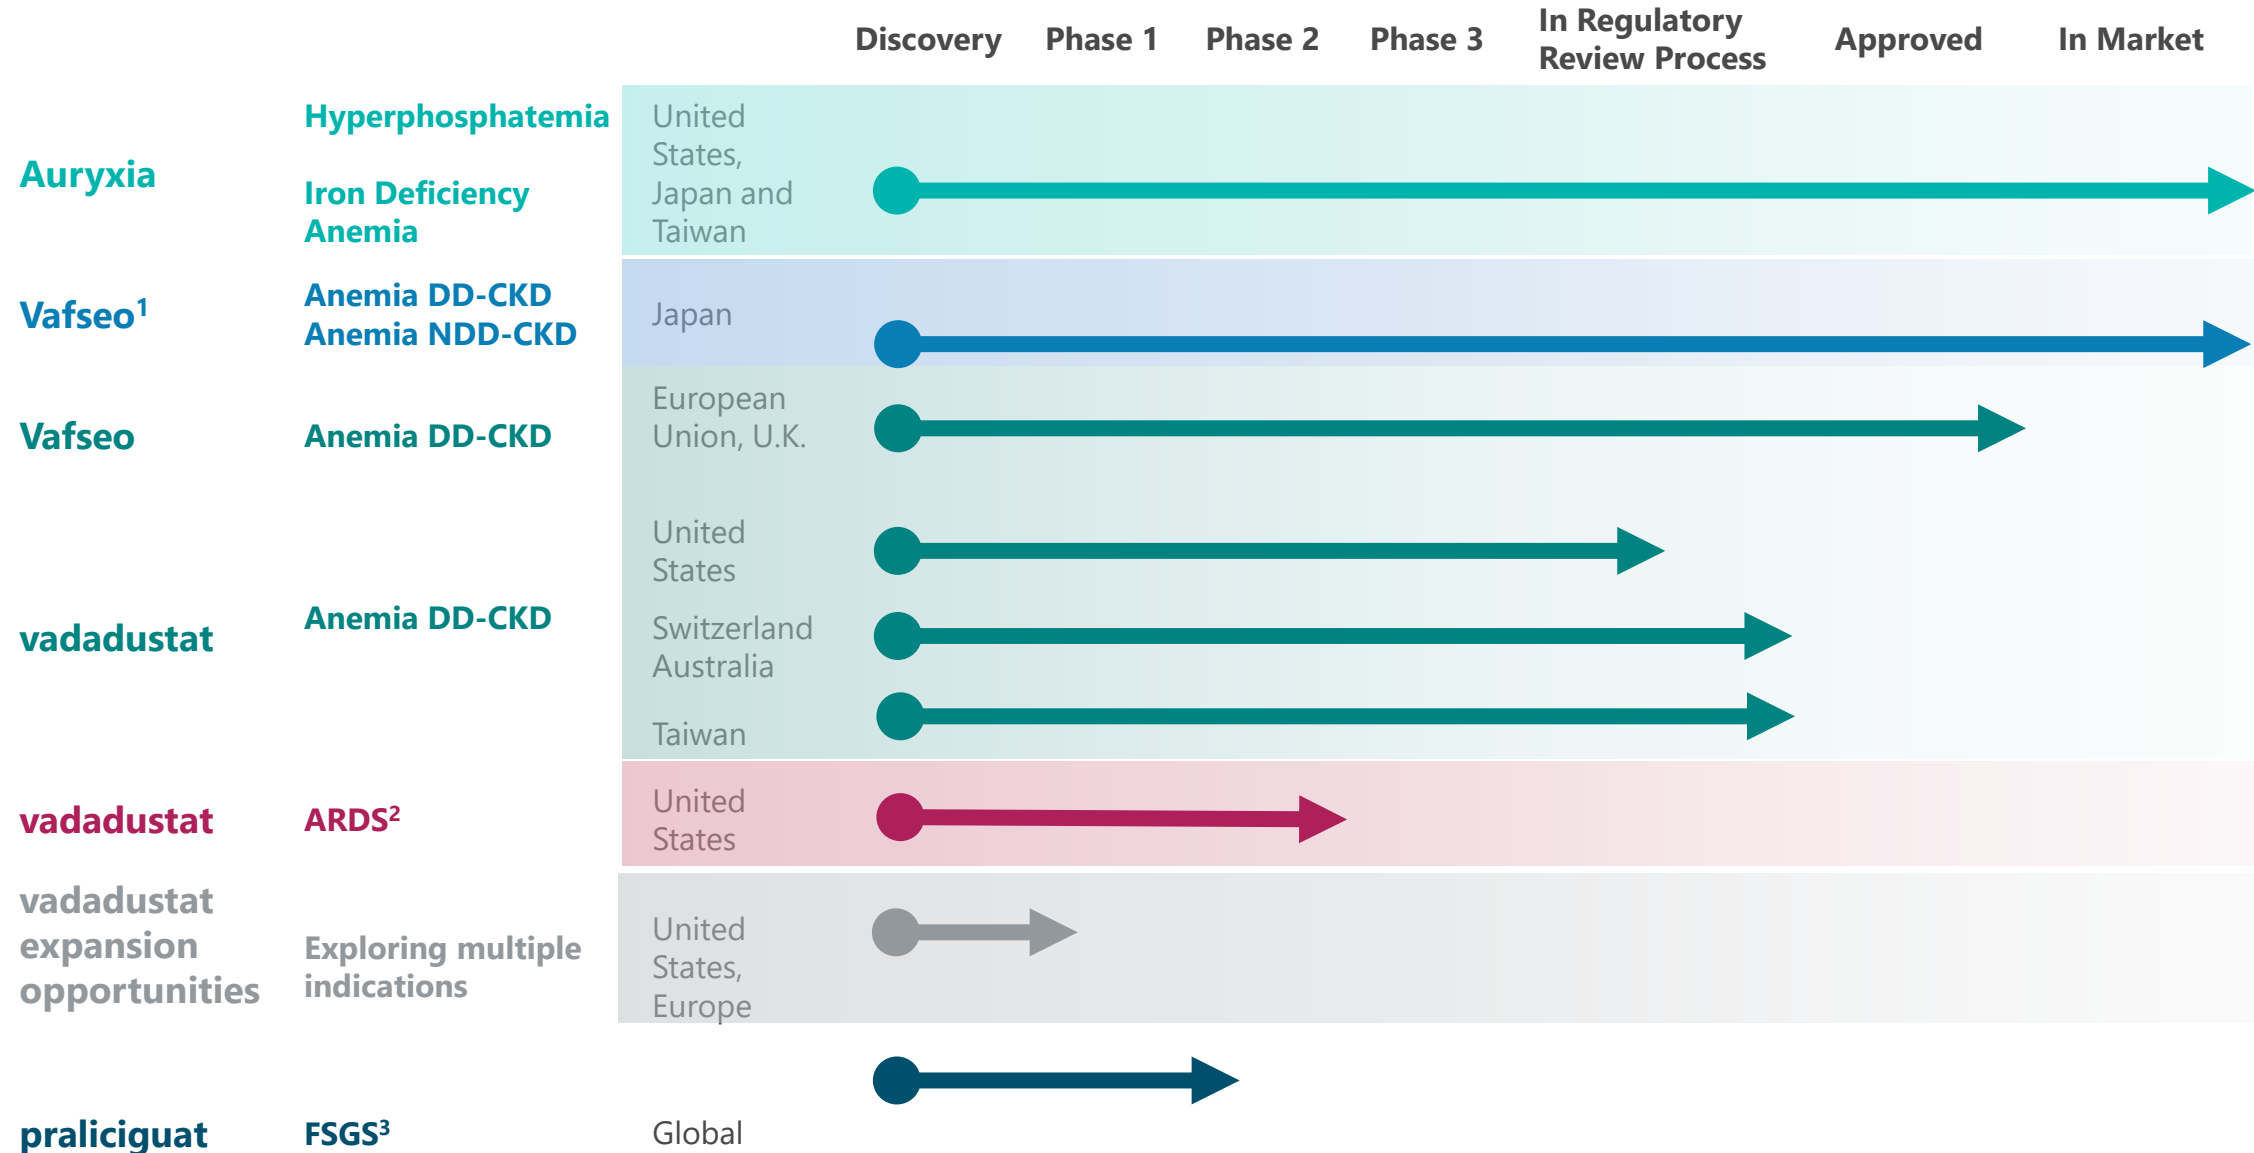 Discovery
Phase 1
Phase 2
Phase 3
In Regulatory
Review Process
Approved
In Market
Auryxia
Hyperphosphatemia
Iron Deficiency
Anemia
United
States,
Japan and
Taiwan
Vafseo¹
Anemia DD-CKD
Anemia NDD-CKD
Japan
Vafseo
Anemia DD-CKD
European
Union, U.K.
vadadustat
Anemia DD-CKD
United
States
Switzerland
Australia
Taiwan
vadadustat
ARDS²
United
States
vadadustat
expansion
opportunities
Exploring multiple
indications
United
States,
Europe
praliciguat
FSGS³
Global